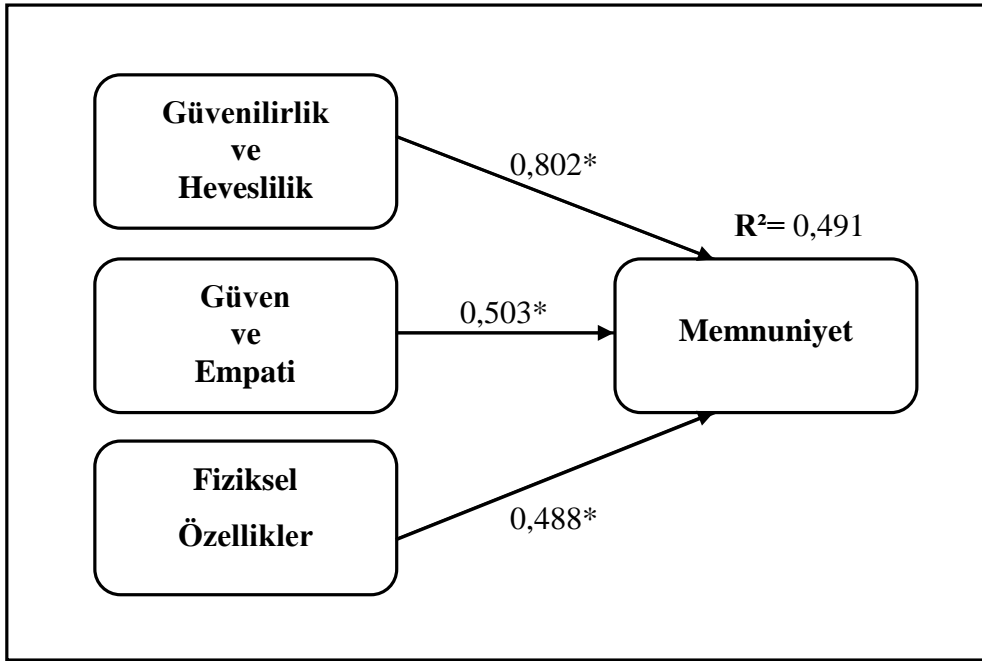 Güvenilirlik
ve
Heveslilik
0,802*
R²= 0,491
Güven
ve
Empati
0,503*
Memnuniyet
Fiziksel
Özellikler
0,488*